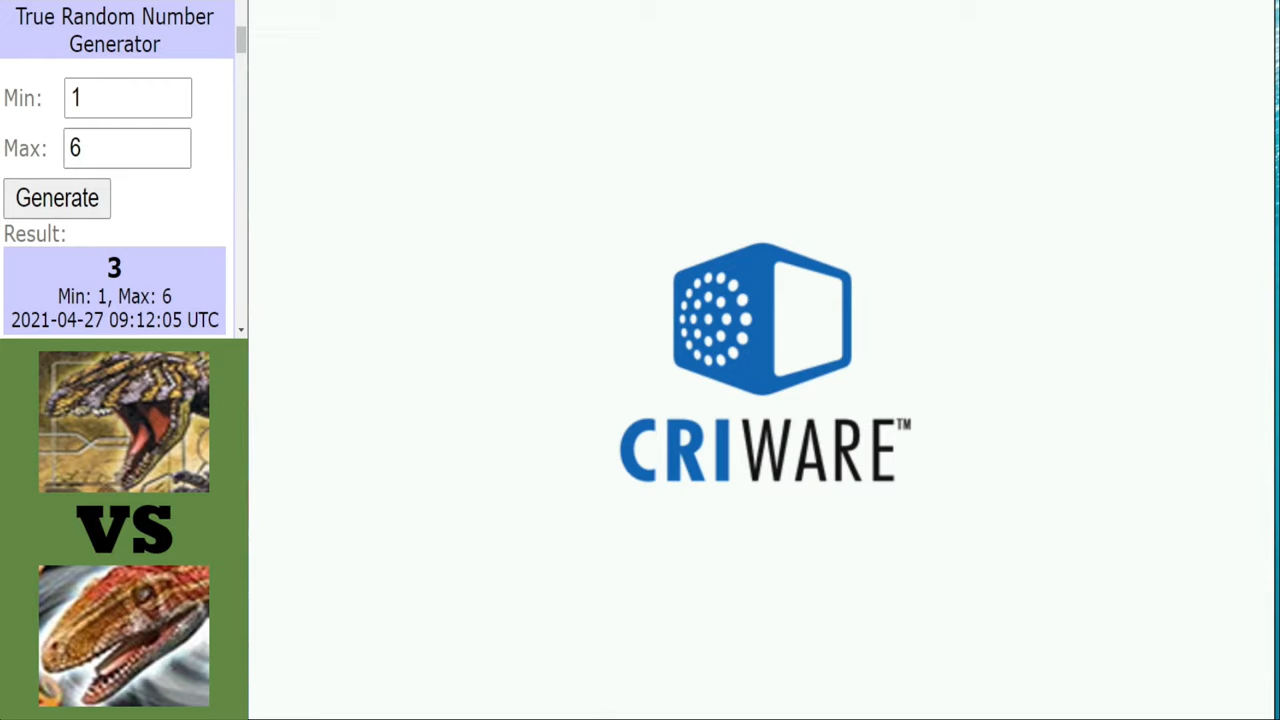 True Random Number
Generator
Min: 1
Max: 6
Generate
Result:
3
Min: 1, Max: 6
2021-04-27 09:12:05 UTC
VS
CRIWARE™